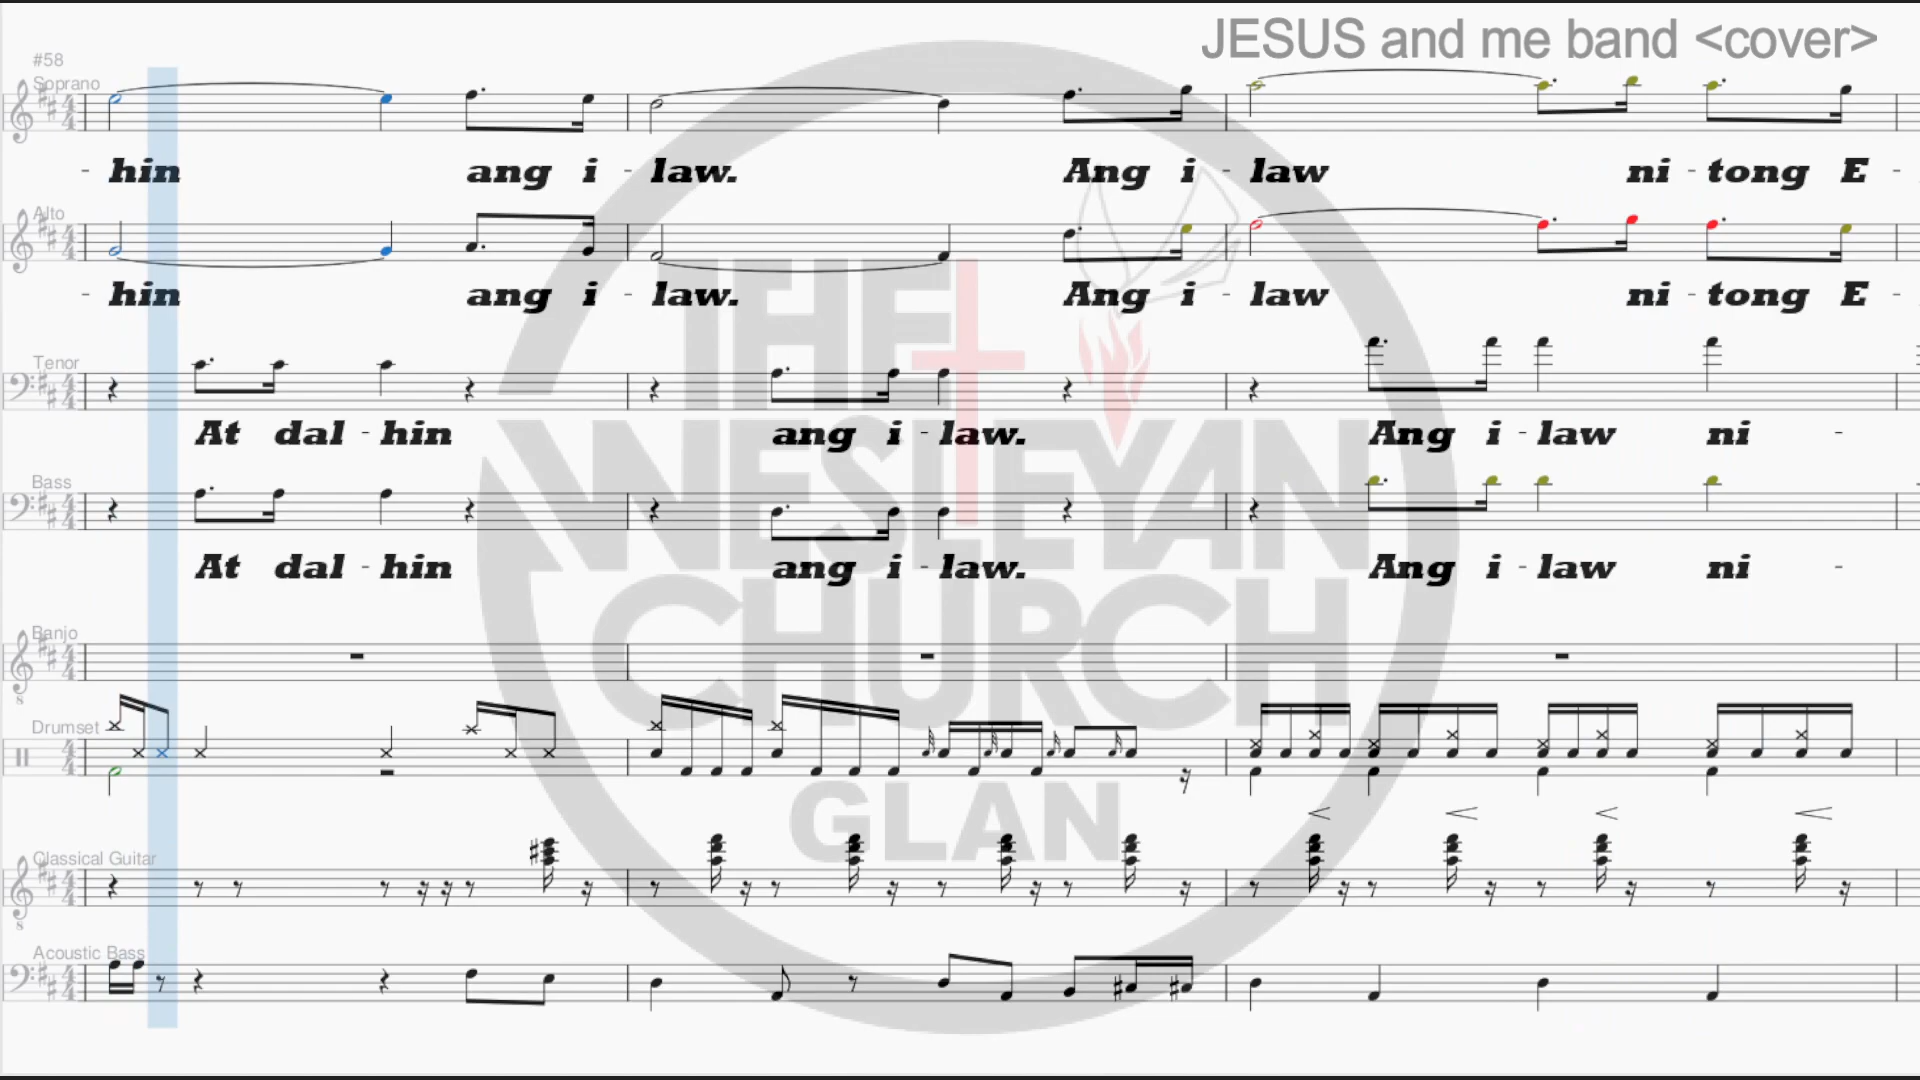 JESUS and me band <cover>
#58
Soprano
- hin ang i - law. Ang i - law ni - tong E -
Alto
- hin ang i - law. Ang i - law ni - tong E -
Tenor
At dal - hin ang i - law. Ang i - law ni -
Bass
At dal - hin ang i - law. Ang i - law ni -
Banjo
Drumset
Classical Guitar
Acoustic Bass
THE
WESLEYAN
CHURCH
GLAN